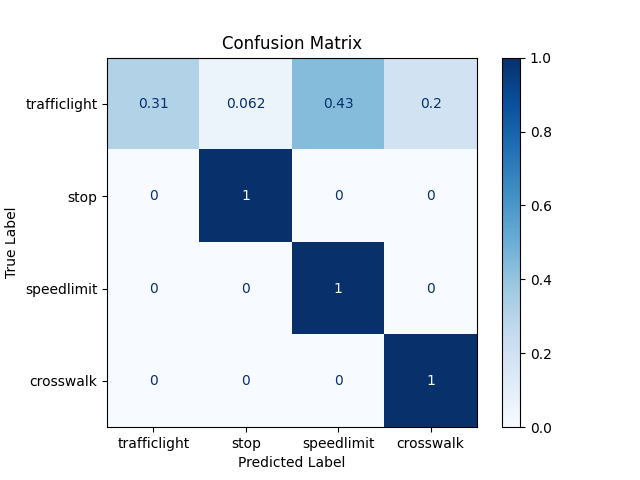 Confusion Matrix
trafficlight 0.31 0.062 0.43 0.2
stop 0 1 0 0
speedlimit 0 0 1 0
crosswalk 0 0 0 1
trafficlight stop speedlimit crosswalk
Predicted Label
True Label
1.0
0.8
0.6
0.4
0.2
0.0